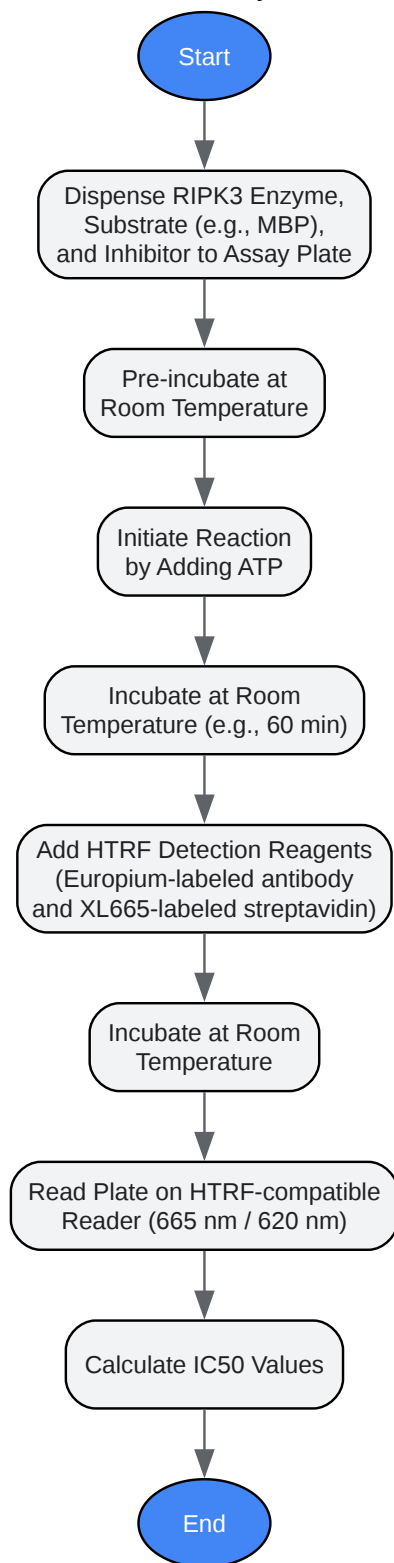 Start
Dispense RIPK3 Enzyme,
Substrate (e.g., MBP),
and Inhibitor to Assay Plate
Pre-incubate at
Room Temperature
Initiate Reaction
by Adding ATP
Incubate at Room
Temperature (e.g., 60 min)
Add HTRF Detection Reagents
(Europium-labeled antibody
and XL665-labeled streptavidin)
Incubate at Room
Temperature
Read Plate on HTRF-compatible
Reader (665 nm / 620 nm)
Calculate IC50 Values
End